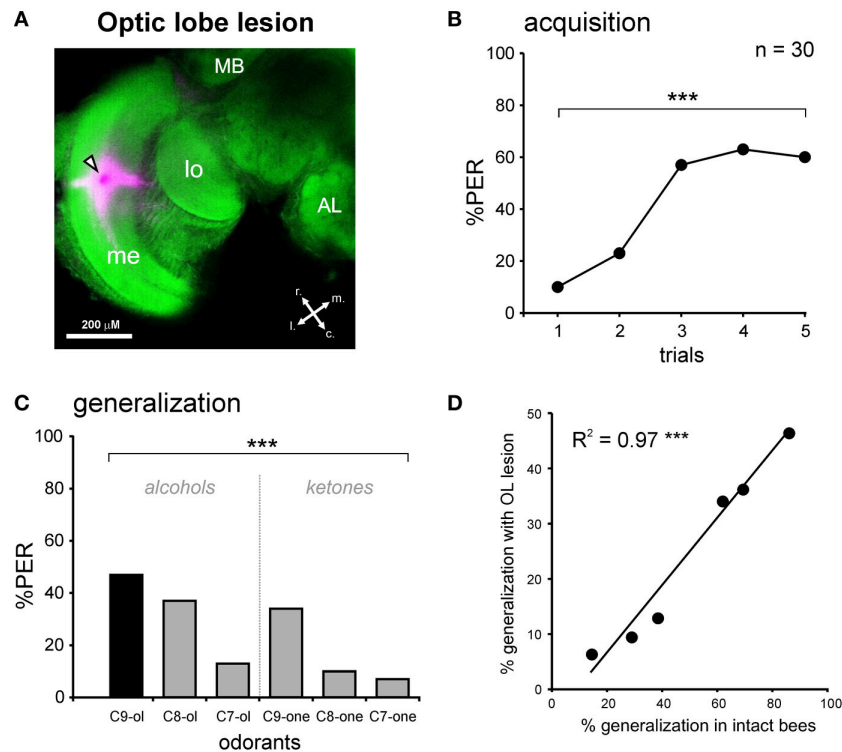 A
Optic lobe lesion
MB
lo
AL
me
r.
m.
l.
c.
200 µM
B
acquisition
n = 30
***
100
80
60
40
20
0
%PER
1 2 3 4 5
trials
C
generalization
***
100
80
60
40
20
0
%PER
alcohols
ketones
C9-ol C8-ol C7-ol C9-one C8-one C7-one
odorants
D
R² = 0.97 ***
50
40
30
20
10
0
% generalization with OL lesion
0 20 40 60 80 100
% generalization in intact bees